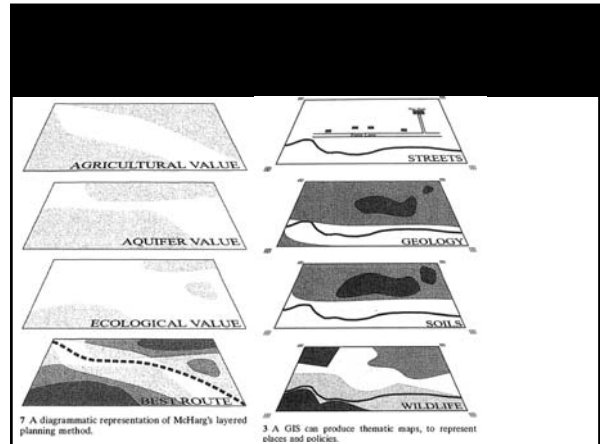 AGRICULTURAL VALUE
AQUIFER VALUE
ECOLOGICAL VALUE
BEST ROUTE
7 A diagrammatic representation of McHarg's layered
planning method.
STREETS
GEOLOGY
SOILS
WILDLIFE
3 A GIS can produce thematic maps, to represent
places and policies.